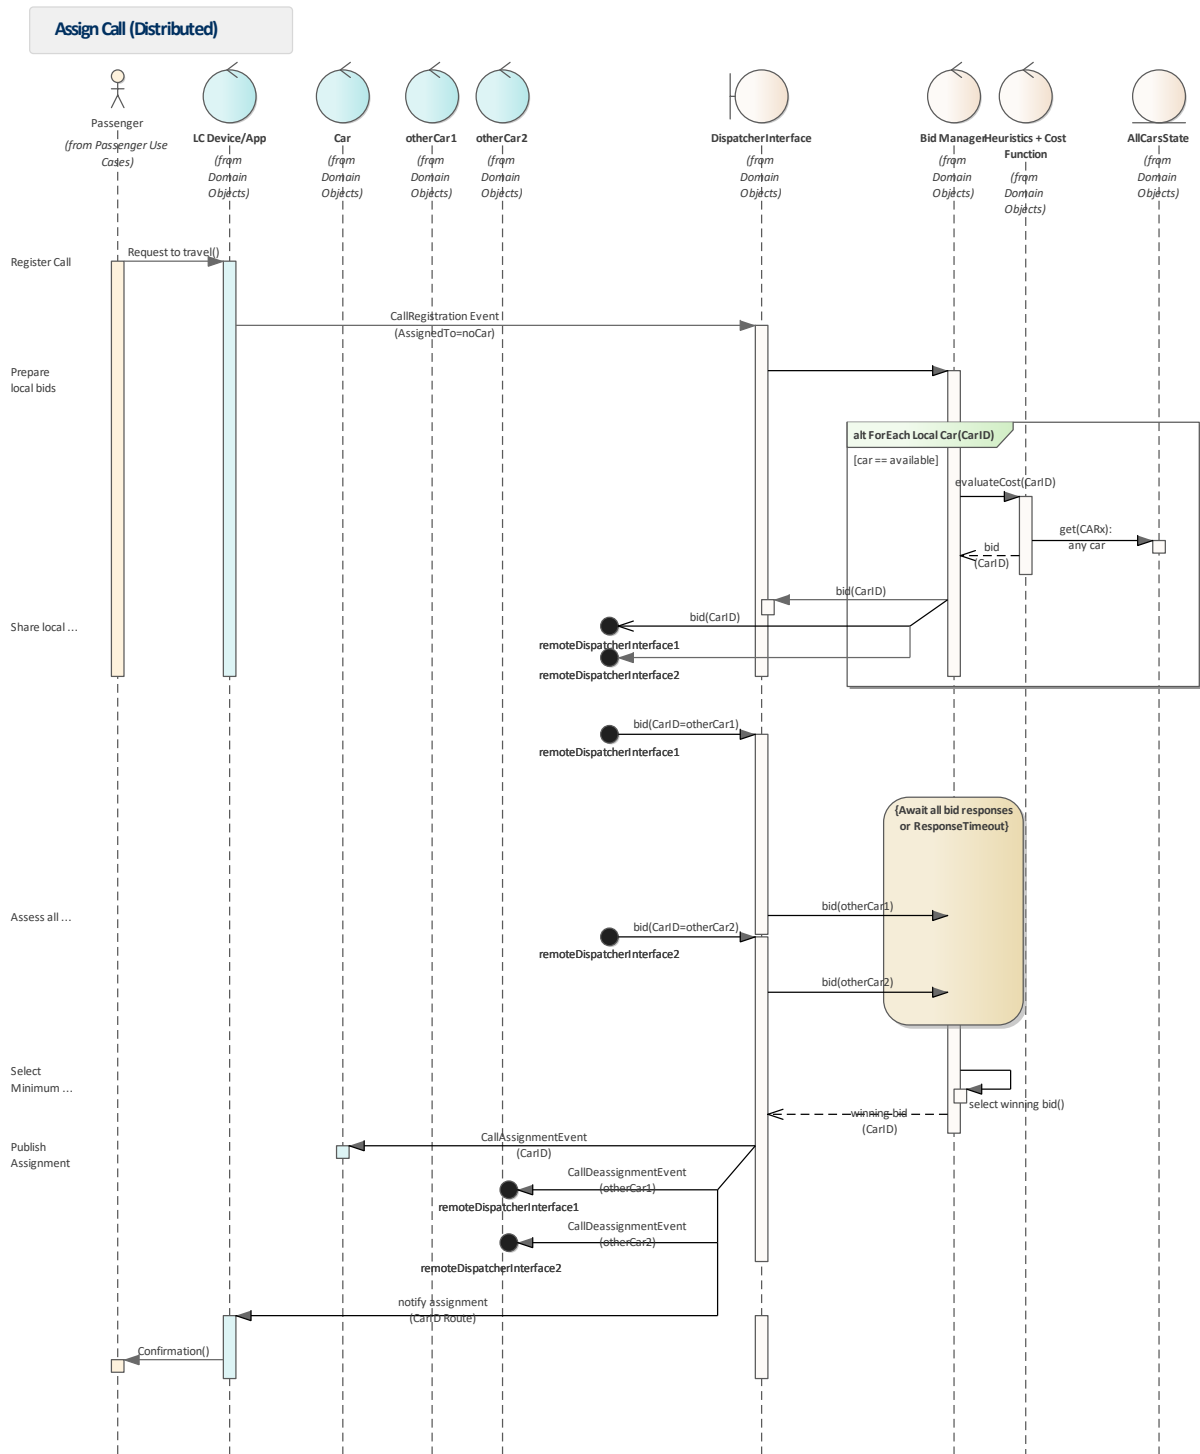 Assign Call (Distributed)
Passenger
(from Passenger Use
Cases)
LC Device/App
(from
Domain
Objects)
Car
(from
Domain
Objects)
otherCar1
(from
Domain
Objects)
otherCar2
(from
Domain
Objects)
DispatcherInterface
(from
Domain
Objects)
Bid Manager
(from
Domain
Objects)
Heuristics + Cost
Function
(from
Domain
Objects)
AllCarsState
(from
Domain
Objects)
Register Call
Request to travel()
CallRegistration Event
(AssignedTo=noCar)
Prepare
local bids
alt ForEach Local Car(CarID)
[car == available]
evaluateCost(CarID)
get(CARx):
any car
bid
(CarID)
bid(CarID)
Share local ...
bid(CarID)
remoteDispatcherInterface1
remoteDispatcherInterface2
bid(CarID=otherCar1)
remoteDispatcherInterface1
{Await all bid responses
or ResponseTimeout}
Assess all ...
bid(otherCar1)
bid(CarID=otherCar2)
remoteDispatcherInterface2
bid(otherCar2)
Select
Minimum ...
select winning bid()
winning bid
(CarID)
Publish
Assignment
CallAssignmentEvent
(CarID)
CallDeassignmentEvent
(otherCar1)
remoteDispatcherInterface1
CallDeassignmentEvent
(otherCar2)
remoteDispatcherInterface2
notify assignment
(CarID Route)
Confirmation()